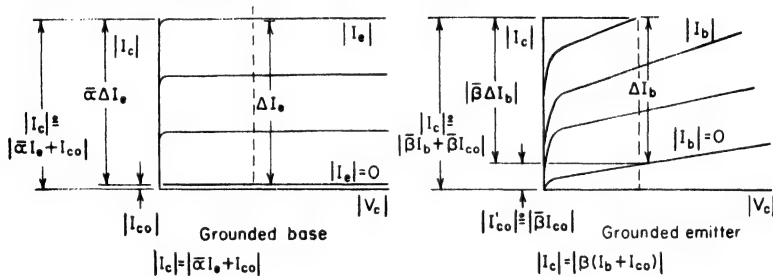 |I_c|
ᾱΔI_e
|I_c| ≗
|ᾱI_e+I_co|
|I_co|
|I_e|
ΔI_e
|I_e|=0
|V_c|
Grounded base
|I_c|=|ᾱI_e+I_co|
|I_c|
|β̄ΔI_b|
|I_c| ≗
|β̄I_b+β̄I_co|
|I_b|
ΔI_b
|I_b|=0
|V_c|
|I'_co|≗|β̄I_co|
Grounded emitter
|I_c|=|β(I_b+I_co)|